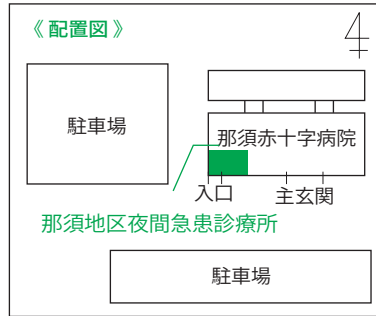 《配置図》
駐車場
那須赤十字病院
入口
主玄関
那須地区夜間急患診療所
駐車場